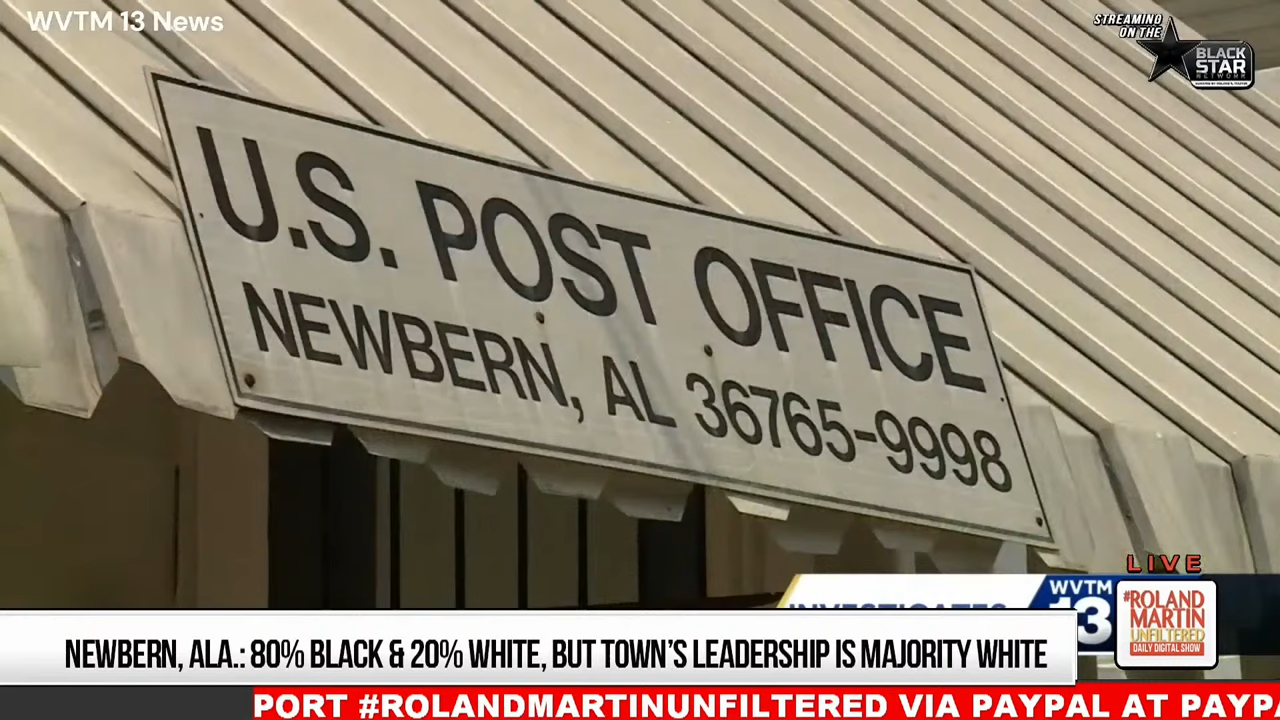 WVTM 13 News
STREAMING
ON THE
BLACK
STAR
NETWORK
U.S. POST OFFICE
NEWBERN, AL 36765-9998
LIVE
INVESTIGATES
WVTM
13
#ROLAND
MARTIN
UNFILTERED
DAILY DIGITAL SHOW
NEWBERN, ALA.: 80% BLACK & 20% WHITE, BUT TOWN'S LEADERSHIP IS MAJORITY WHITE
PORT #ROLANDMARTINUNFILTERED VIA PAYPAL AT PAYP